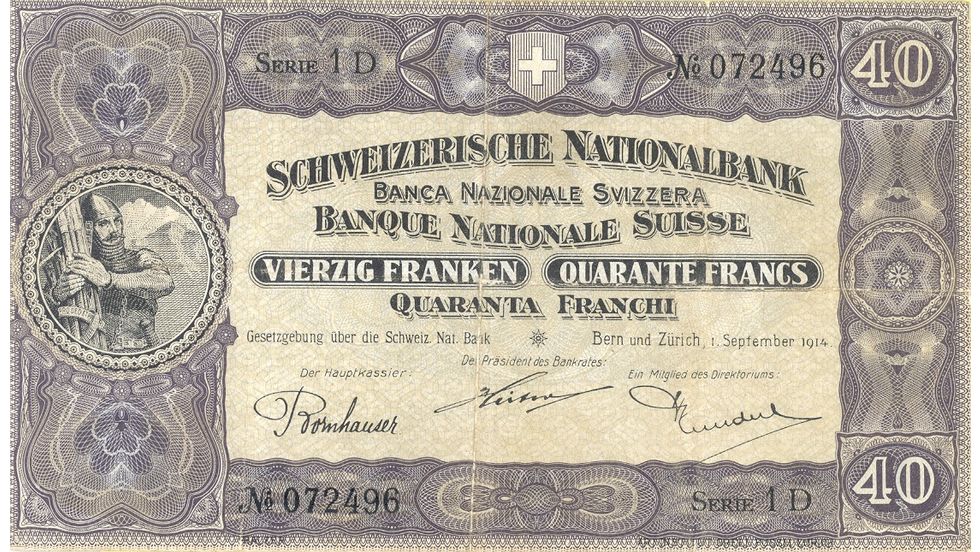 SERIE 1 D
№ 072496
40
SCHWEIZERISCHE NATIONALBANK
BANCA NAZIONALE SVIZZERA
BANQUE NATIONALE SUISSE
VIERZIG FRANKEN QUARANTE FRANCS
QUARANTA FRANCHI
Gesetzgebung über die Schweiz. Nat. Bank
Bern und Zürich, 1. September 1914.
Der Präsident des Bankrates:
Der Hauptkassier:
Ein Mitglied des Direktoriums:
Bornhauser
№ 072496
SERIE 1 D
40
BALZER